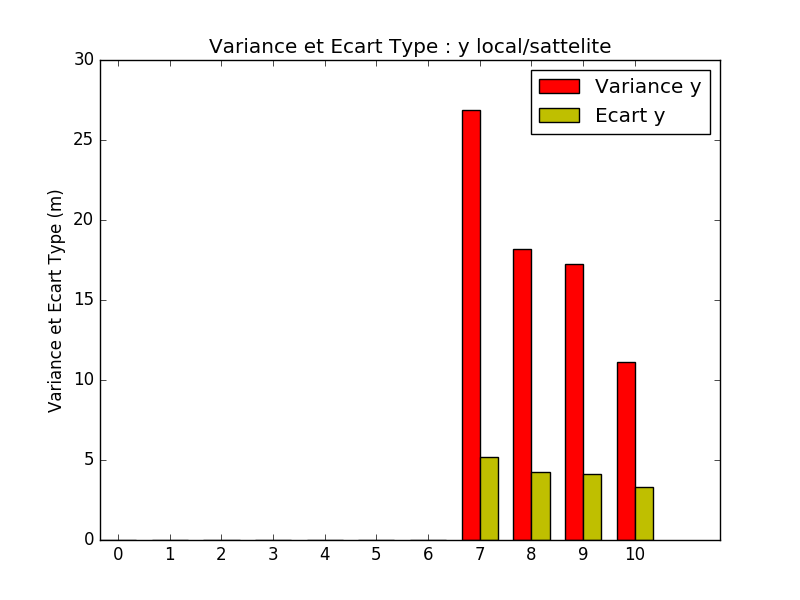 Variance et Ecart Type : y local/sattelite
Variance y
Ecart y
Variance et Ecart Type (m)
30
25
20
15
10
5
0
0 1 2 3 4 5 6 7 8 9 10